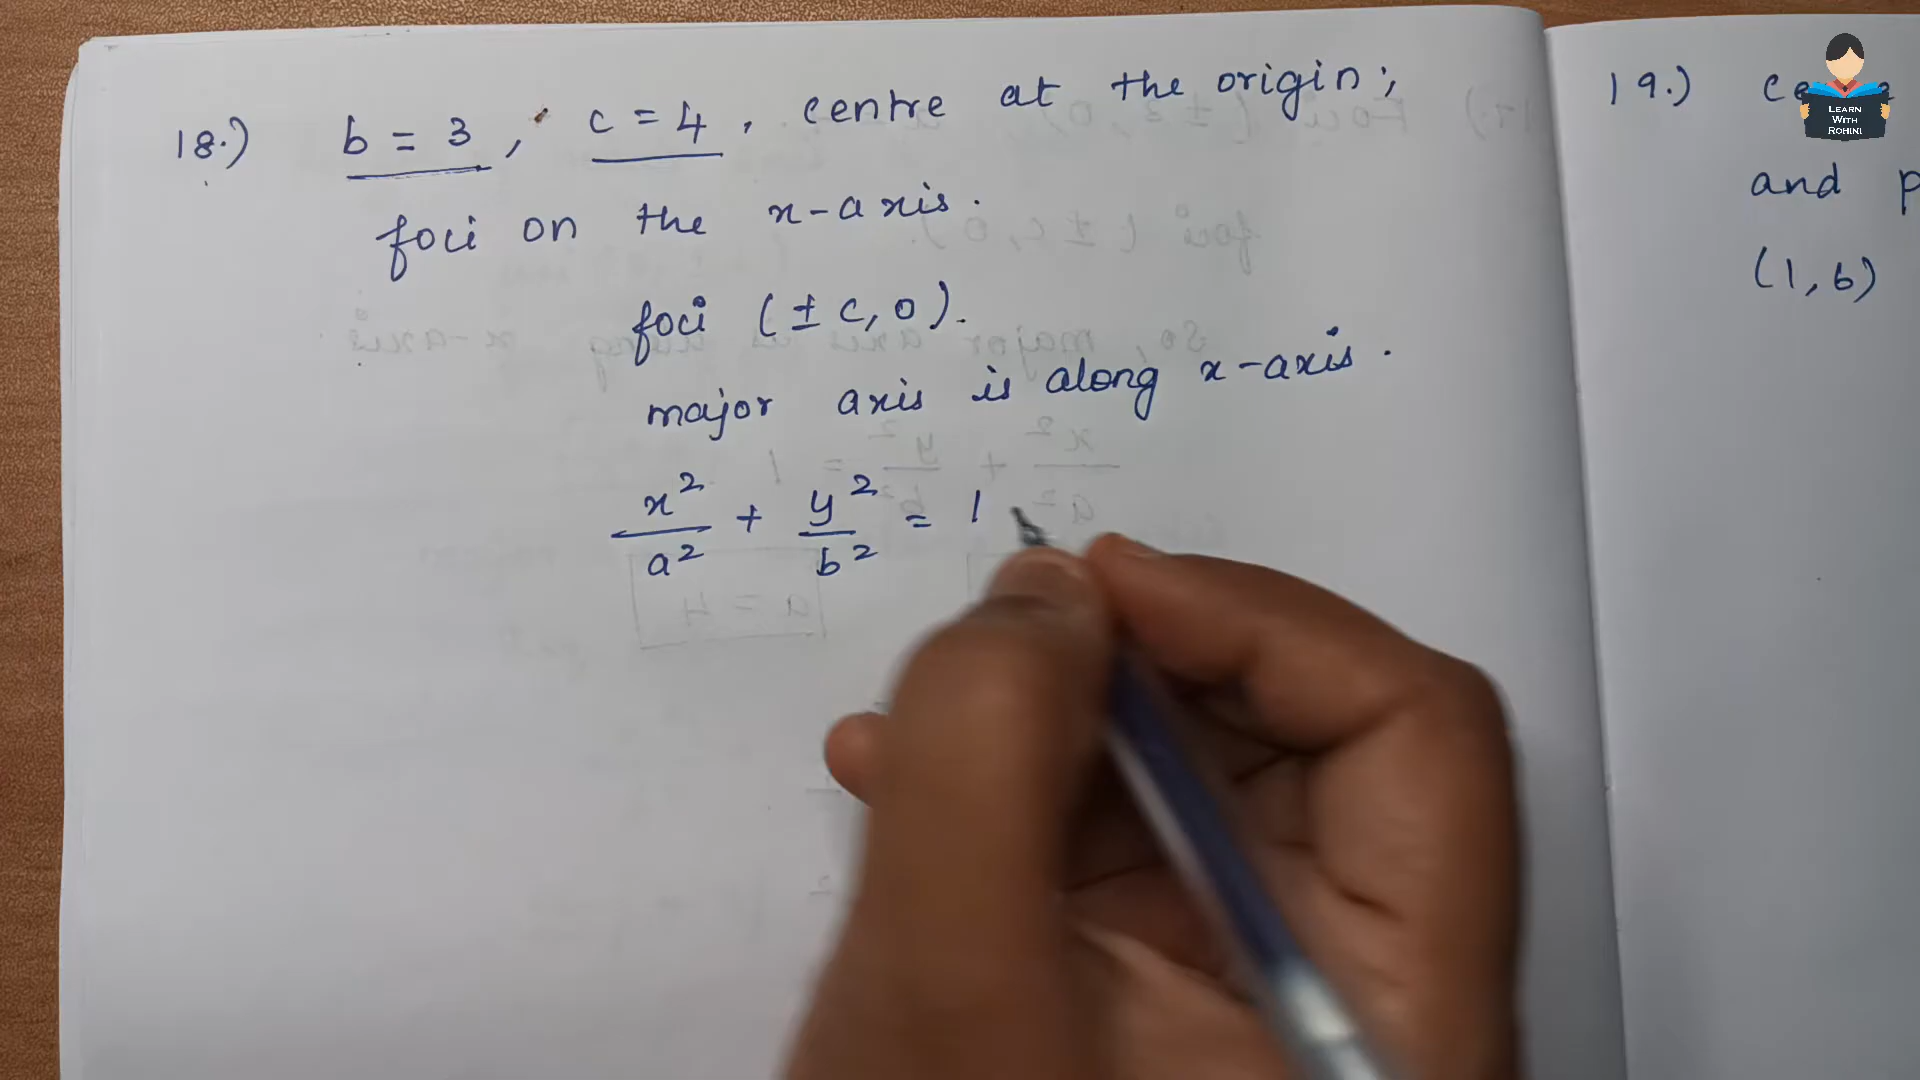 18.) b = 3, c = 4, centre at the origin;
foci on the x-axis.
foci (± c, 0).
major axis is along x-axis.
x²/a² + y²/b² = 1
19.)
and
(1, 6)
LEARN
WITH
ROHINI